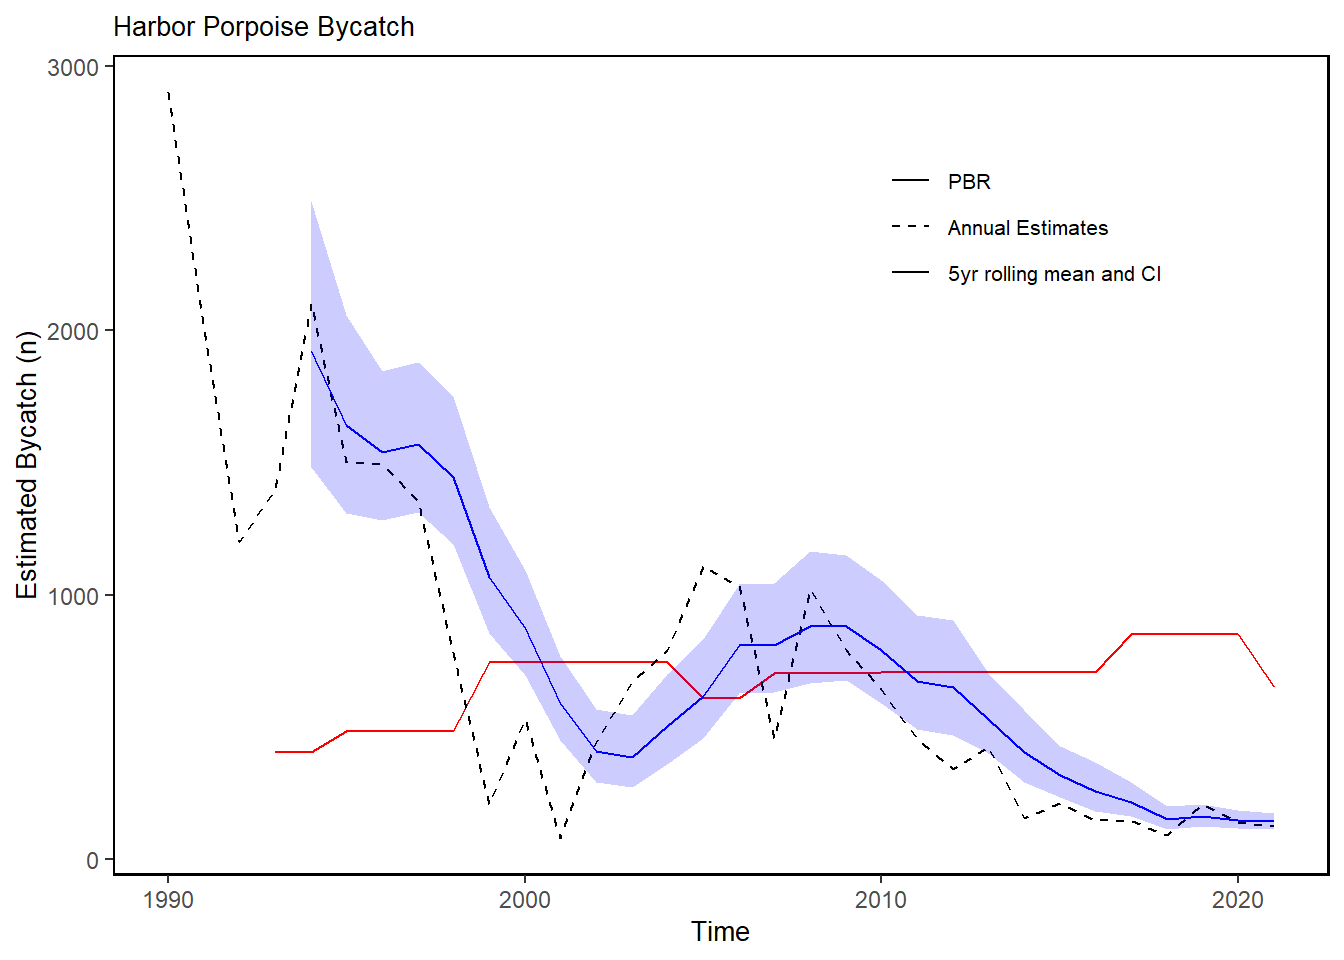 Harbor Porpoise Bycatch
3000
2000
1000
0
Estimated Bycatch (n)
PBR
Annual Estimates
5yr rolling mean and CI
1990
2000
2010
2020
Time